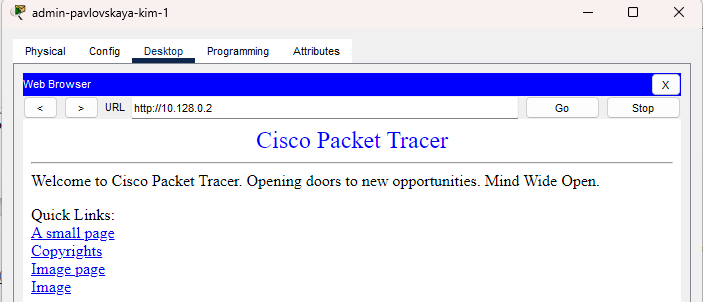 admin-pavlovskaya-kim-1
Physical Config Desktop Programming Attributes
Web Browser X
< > URL http://10.128.0.2 Go Stop
Cisco Packet Tracer
Welcome to Cisco Packet Tracer. Opening doors to new opportunities. Mind Wide Open.
Quick Links:
A small page
Copyrights
Image page
Image